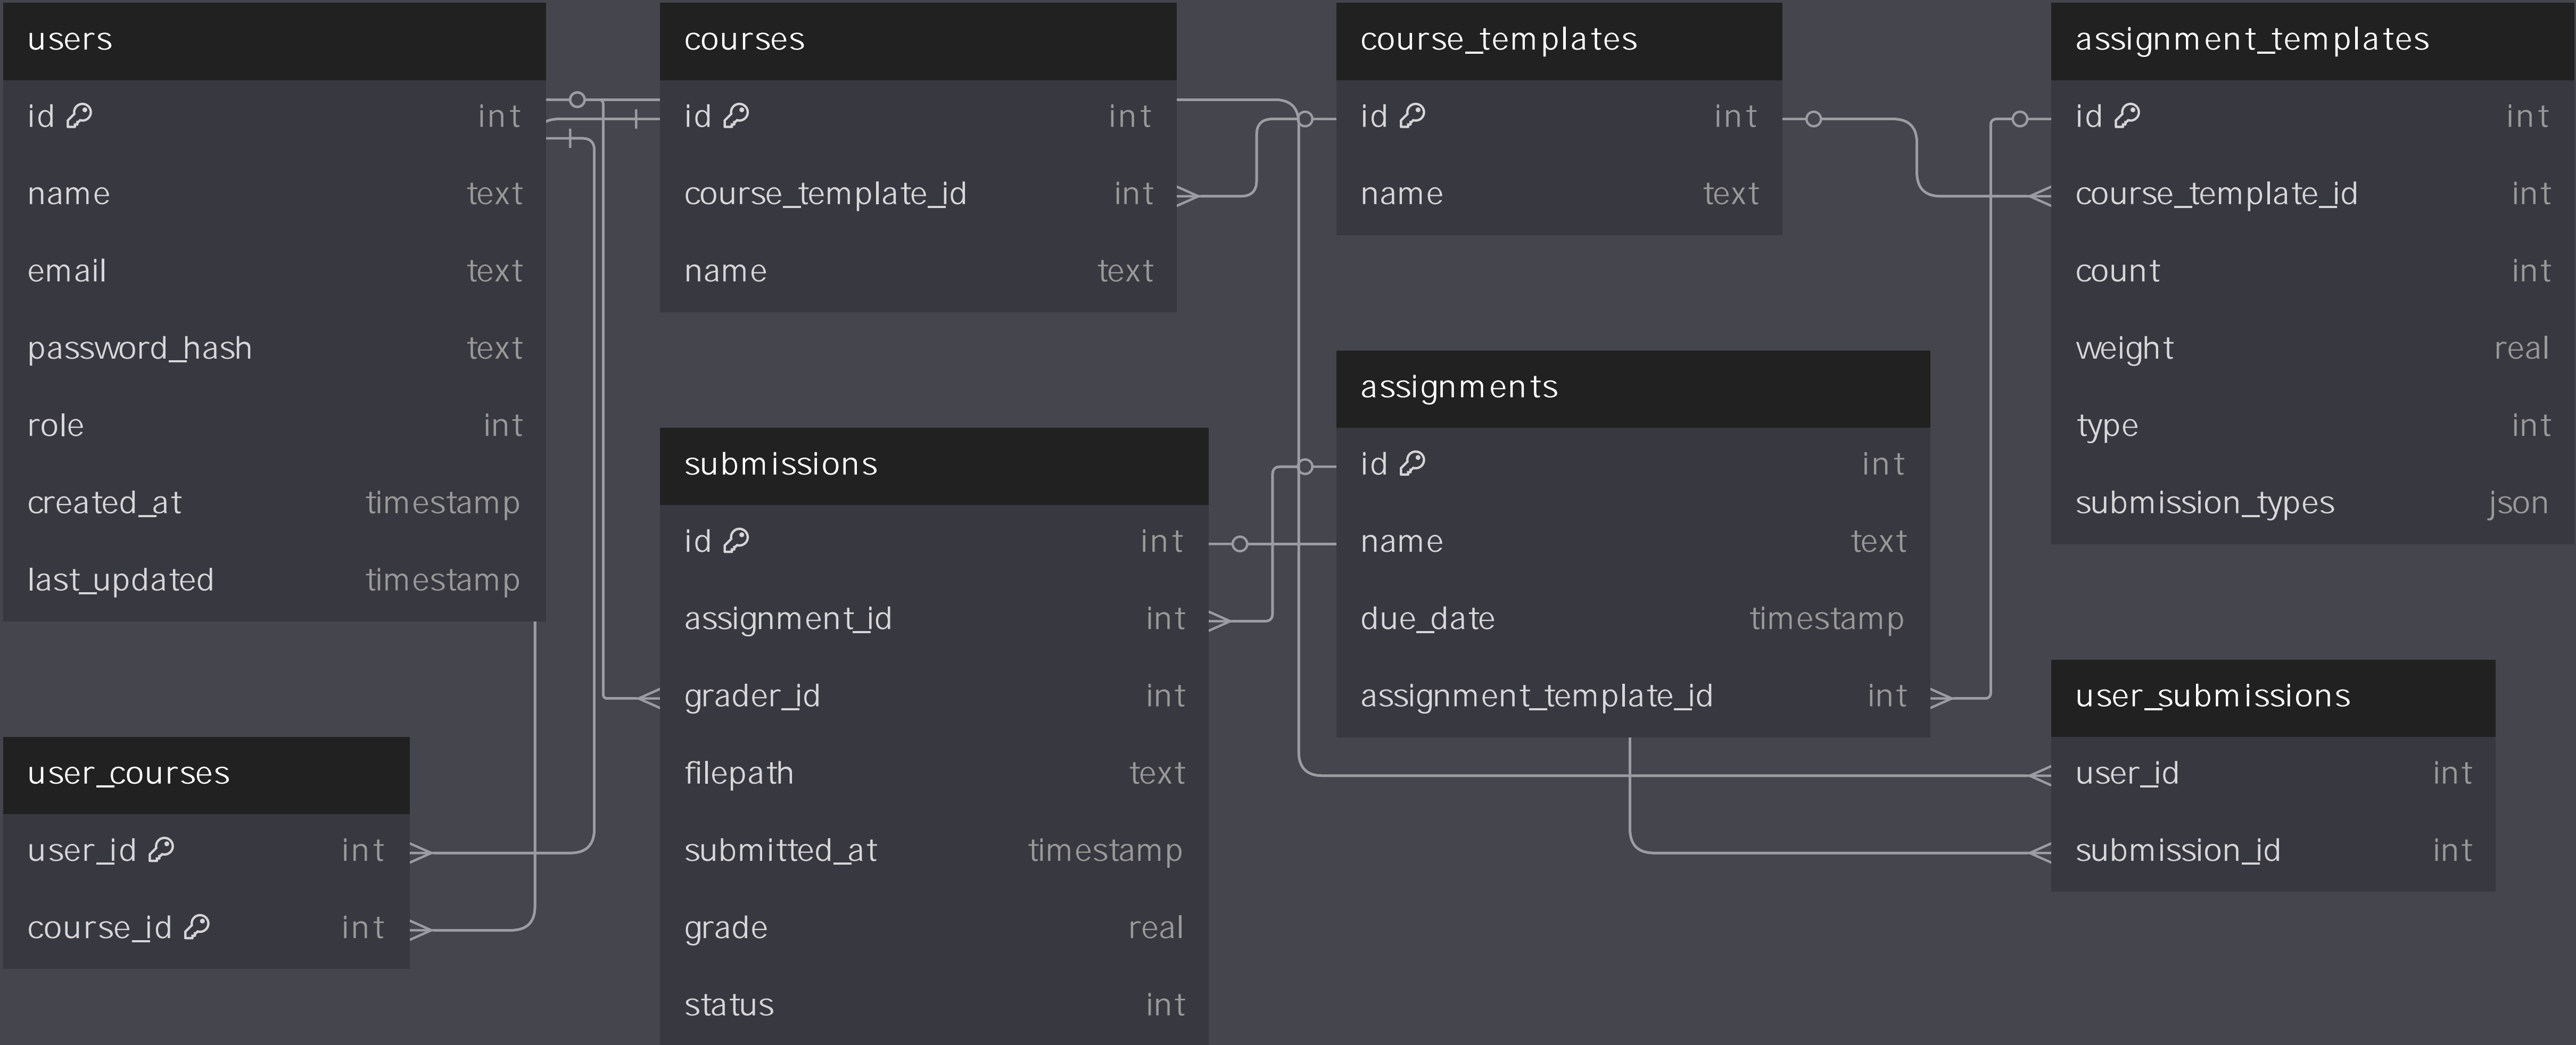 users
id int
name text
email text
password_hash text
role int
created_at timestamp
last_updated timestamp
user_courses
user_id int
course_id int
courses
id int
course_template_id int
name text
submissions
id int
assignment_id int
grader_id int
filepath text
submitted_at timestamp
grade real
status int
course_templates
id int
name text
assignments
id int
name text
due_date timestamp
assignment_template_id int
assignment_templates
id int
course_template_id int
count int
weight real
type int
submission_types json
user_submissions
user_id int
submission_id int